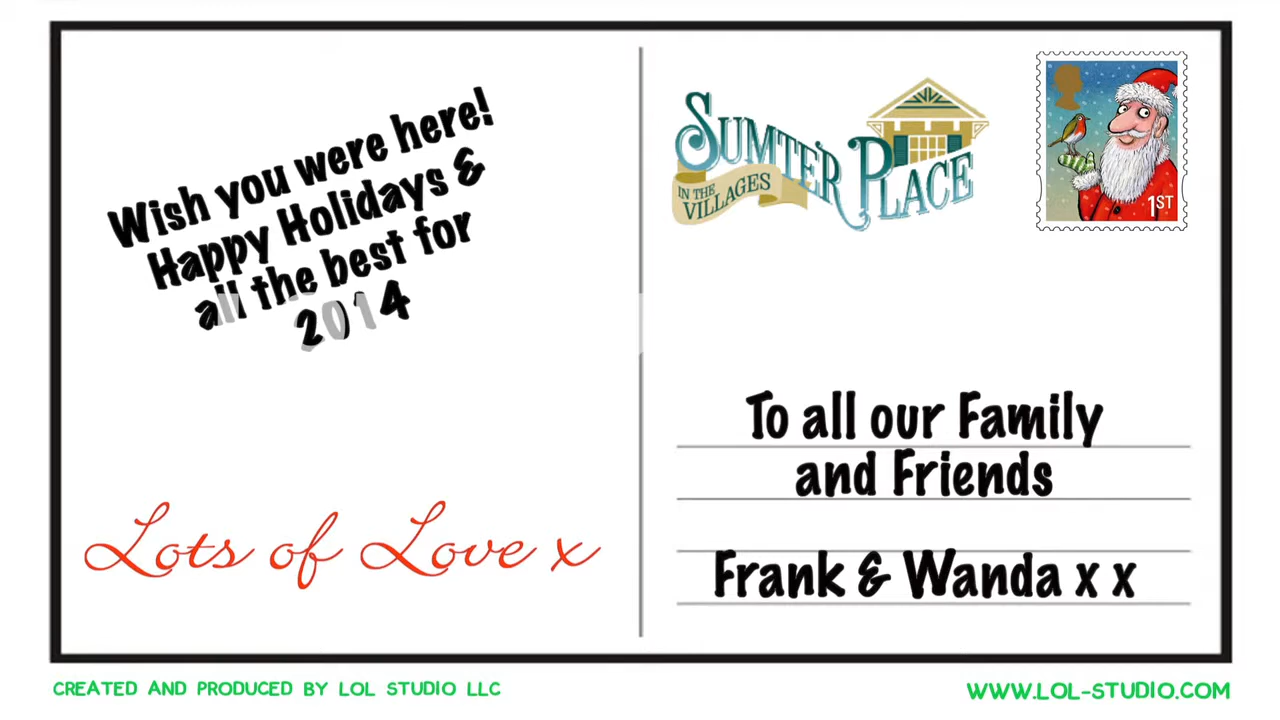 Wish you were here!
Happy Holidays &
all the best for
2014
Lots of Love x
SUMTER PLACE
IN THE
VILLAGES
1ST
To all our Family
and Friends
Frank & Wanda x x
CREATED AND PRODUCED BY LOL STUDIO LLC
WWW.LOL-STUDIO.COM